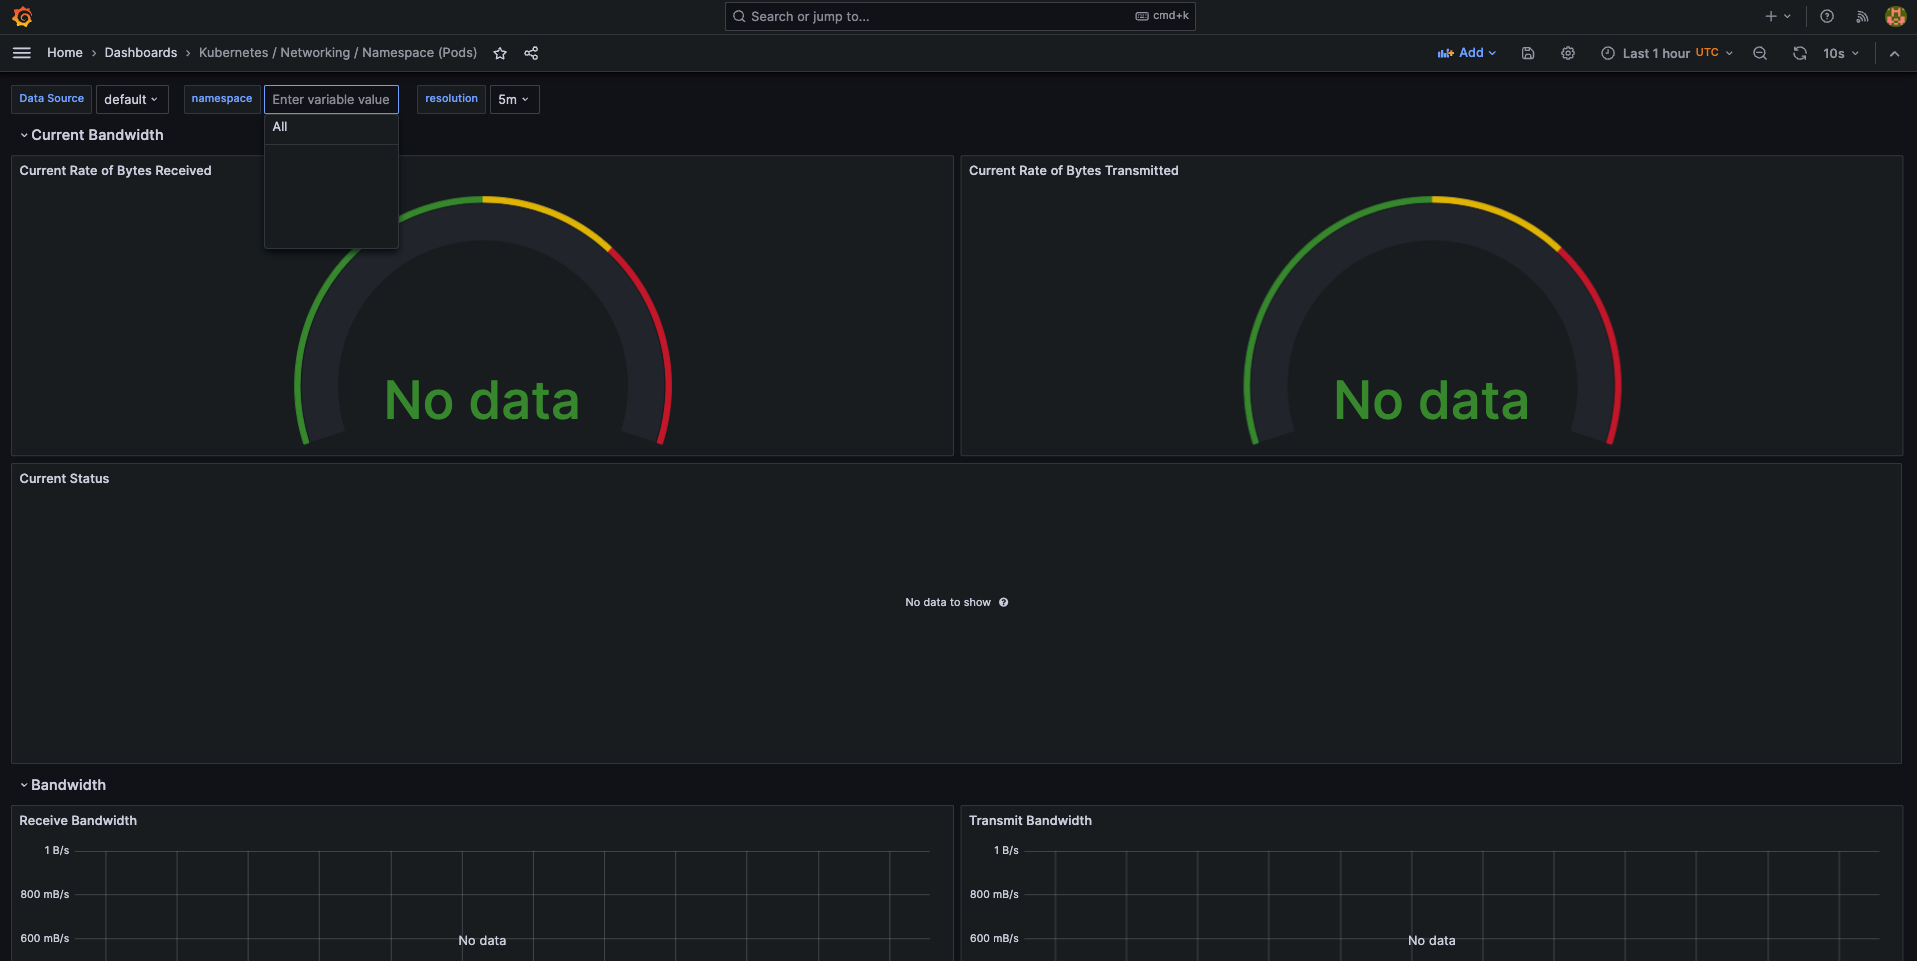 Search or jump to...
cmd+k
Home › Dashboards › Kubernetes / Networking / Namespace (Pods)
Add
Last 1 hour UTC
10s
Data Source
default
namespace
Enter variable value
resolution
5m
All
Current Bandwidth
Current Rate of Bytes Received
No data
Current Rate of Bytes Transmitted
No data
Current Status
No data to show
Bandwidth
Receive Bandwidth
1 B/s
800 mB/s
600 mB/s
No data
Transmit Bandwidth
1 B/s
800 mB/s
600 mB/s
No data